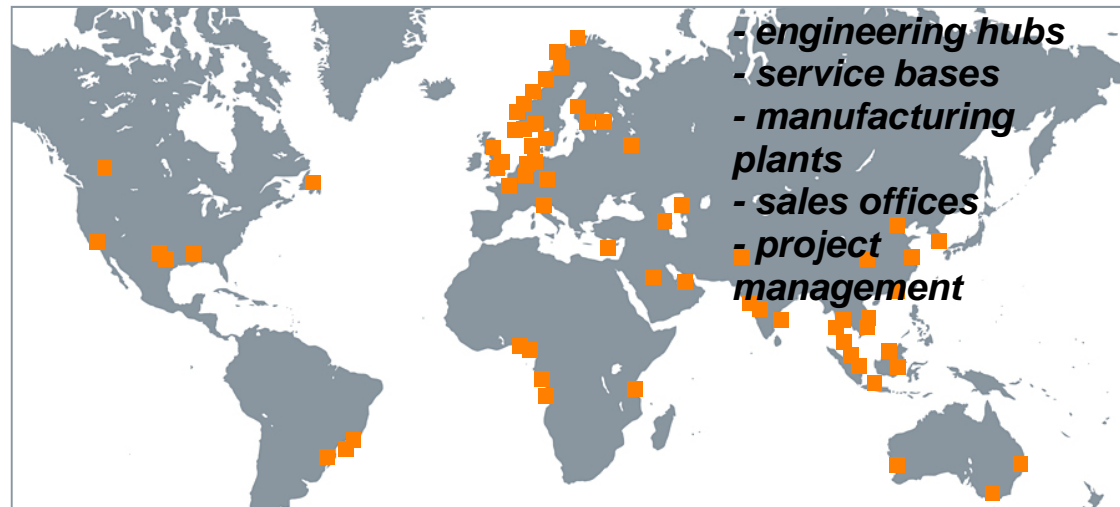 - engineering hubs
- service bases
- manufacturing
plants
- sales offices
- project
management